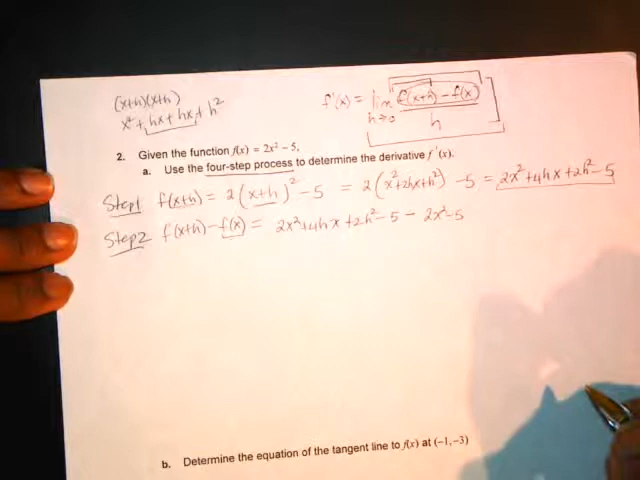 (x+h)(x+h)
x² + hx + hx + h²
f'(x) = lim h→0 [f(x+h) - f(x)] / h
2. Given the function f(x) = 2x² – 5,
a. Use the four-step process to determine the derivative f '(x).
Step1 f(x+h) = 2(x+h)² - 5 = 2(x²+2hx+h²) -5 = 2x²+4hx+2h²-5
Step2 f(x+h)-f(x) = 2x²+4hx+2h²-5 - 2x²-5
b. Determine the equation of the tangent line to f(x) at (–1,–3)